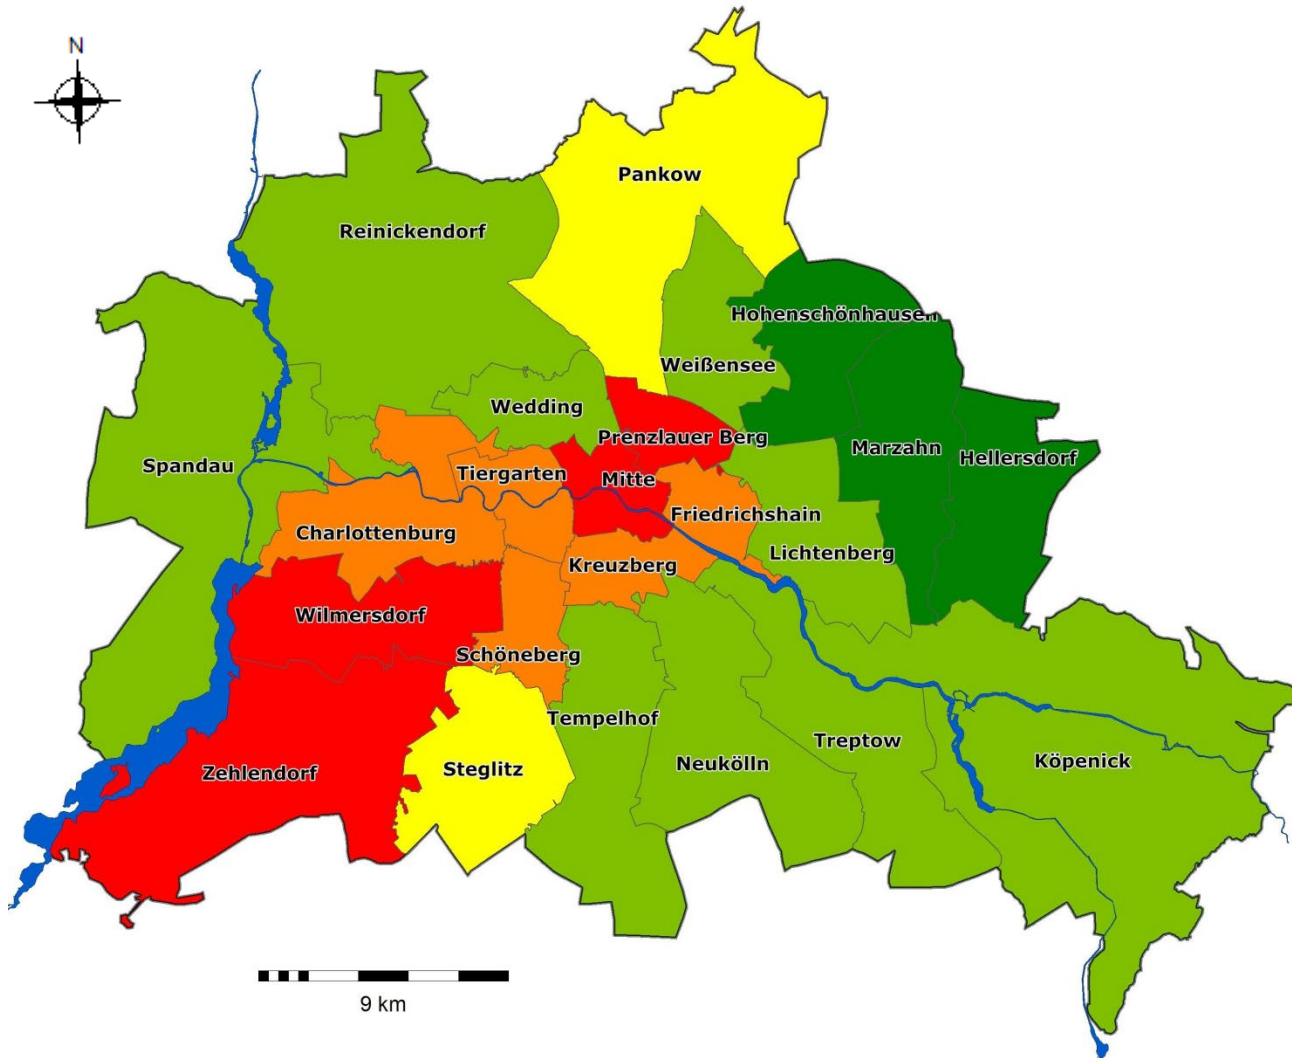 N
Pankow
Reinickendorf
Hohenschönhausen
Weißensee
Wedding
Prenzlauer Berg
Marzahn
Hellersdorf
Spandau
Tiergarten
Mitte
Friedrichshain
Charlottenburg
Lichtenberg
Kreuzberg
Wilmersdorf
Schöneberg
Tempelhof
Treptow
Köpenick
Neukölln
Steglitz
Zehlendorf
9 km